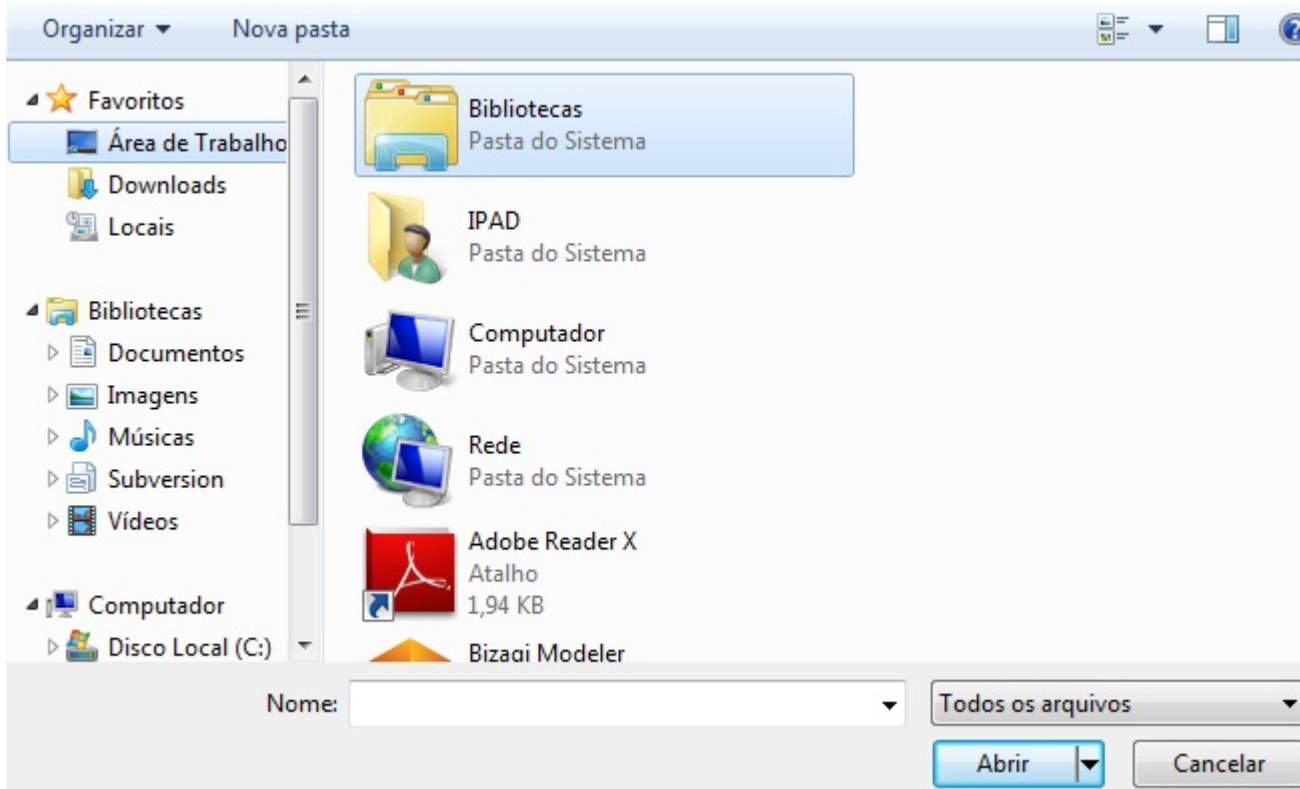 Organizar Nova pasta
Favoritos
Área de Trabalho
Downloads
Locais
Bibliotecas
Documentos
Imagens
Músicas
Subversion
Vídeos
Computador
Disco Local (C:)
Bibliotecas
Pasta do Sistema
IPAD
Pasta do Sistema
Computador
Pasta do Sistema
Rede
Pasta do Sistema
Adobe Reader X
Atalho
1,94 KB
Bizagi Modeler
Nome:
Todos os arquivos
Abrir Cancelar